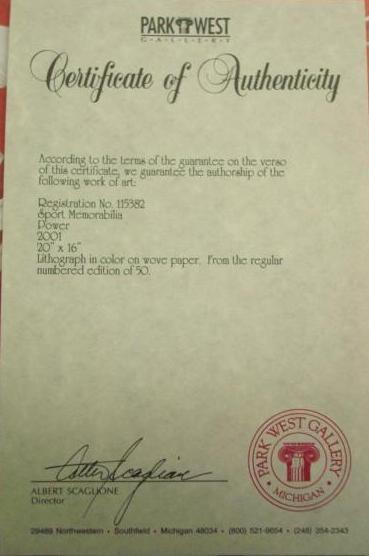 PARK WEST
G·A·L·L·E·R·Y
Certificate of Authenticity
According to the terms of the guarantee on the verso
of this certificate, we guarantee the authorship of the
following work of art:
Registration No. 115382
Sport Memorabilia
Power
2001
20" x 16"
Lithograph in color on wove paper. From the regular
numbered edition of 50.
ALBERT SCAGLIONE
Director
PARK WEST GALLERY
• MICHIGAN •
29469 Northwestern • Southfield • Michigan 48034 • (800) 521-9654 • (248) 354-2343